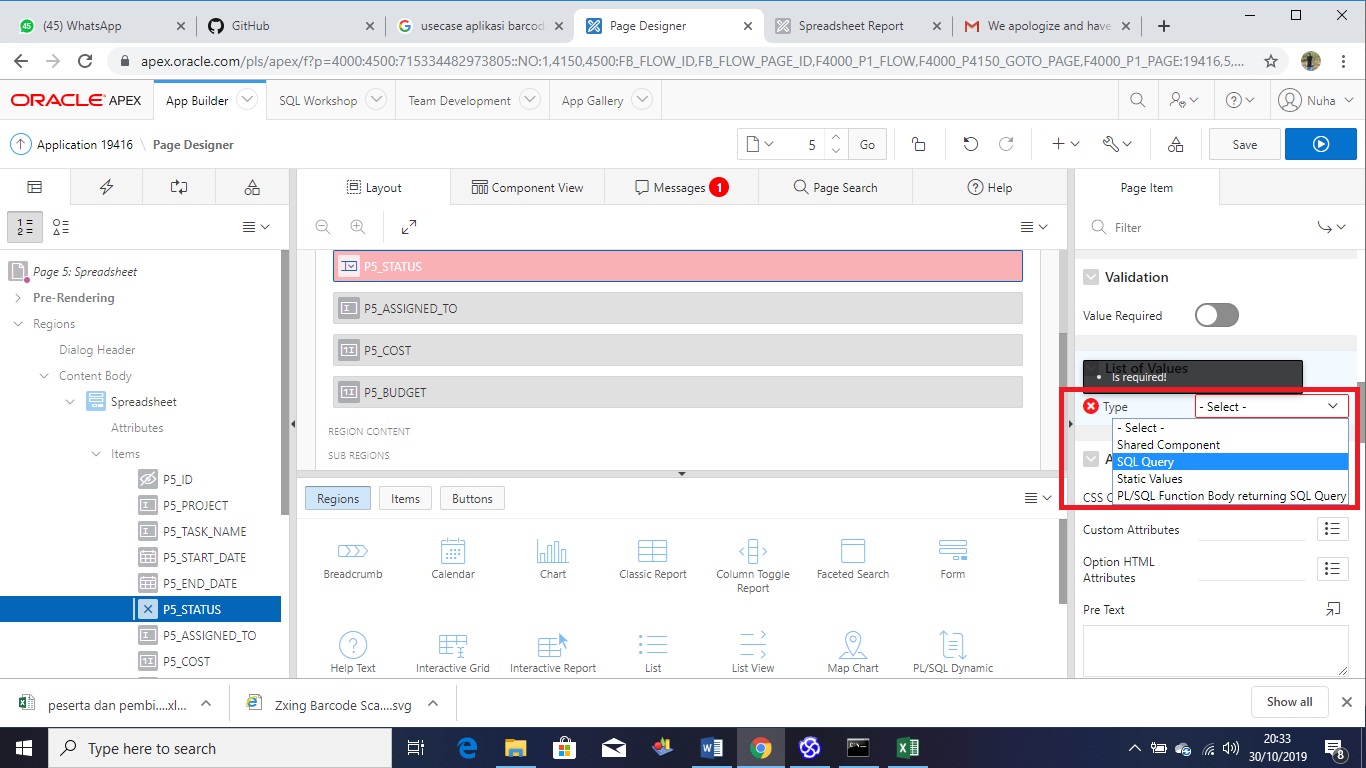 (45) WhatsApp
GitHub
usecase aplikasi barcod
Page Designer
Spreadsheet Report
We apologize and have
apex.oracle.com/pls/apex/f?p=4000:4500:715334482973805::NO:1,4150,4500:FB_FLOW_ID,FB_FLOW_PAGE_ID,F4000_P1_FLOW,F4000_P4150_GOTO_PAGE,F4000_P1_PAGE:19416,5,...
ORACLE APEX
App Builder
SQL Workshop
Team Development
App Gallery
Nuha
Application 19416 \ Page Designer
5
Go
Save
Layout
Component View
Messages 1
Page Search
Help
Page Item
Filter
Page 5: Spreadsheet
Pre-Rendering
Regions
Dialog Header
Content Body
Spreadsheet
Attributes
Items
P5_ID
P5_PROJECT
P5_TASK_NAME
P5_START_DATE
P5_END_DATE
P5_STATUS
P5_ASSIGNED_TO
P5_COST
P5_STATUS
P5_ASSIGNED_TO
P5_COST
P5_BUDGET
REGION CONTENT
SUB REGIONS
Regions
Items
Buttons
Breadcrumb
Calendar
Chart
Classic Report
Column Toggle
Report
Faceted Search
Form
Help Text
Interactive Grid
Interactive Report
List
List View
Map Chart
PL/SQL Dynamic
Validation
Value Required
List of Values
Is required!
Type
- Select -
- Select -
Shared Component
SQL Query
Static Values
PL/SQL Function Body returning SQL Query
A
CSS C
Custom Attributes
Option HTML
Attributes
Pre Text
peserta dan pembi....xl...
Zxing Barcode Sca....svg
Show all
Type here to search
20:33
30/10/2019
8